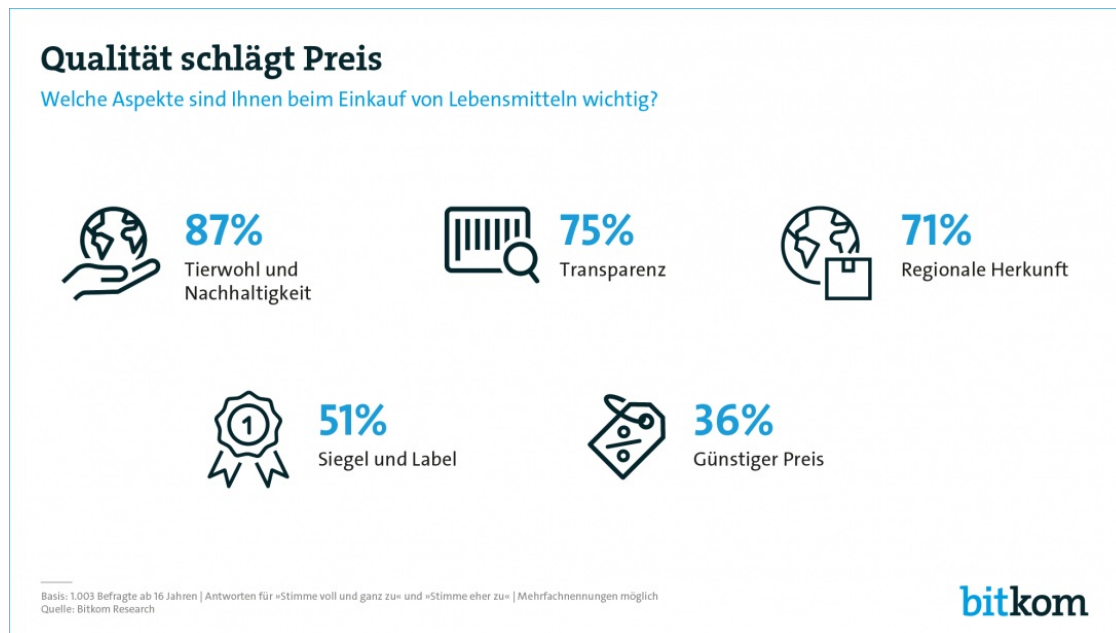 Qualität schlägt Preis
Welche Aspekte sind Ihnen beim Einkauf von Lebensmitteln wichtig?
87%
Tierwohl und
Nachhaltigkeit
75%
Transparenz
71%
Regionale Herkunft
1
51%
Siegel und Label
36%
Günstiger Preis
Basis: 1.003 Befragte ab 16 Jahren | Antworten für »Stimme voll und ganz zu« und »Stimme eher zu« | Mehrfachnennungen möglich
Quelle: Bitkom Research
bitkom